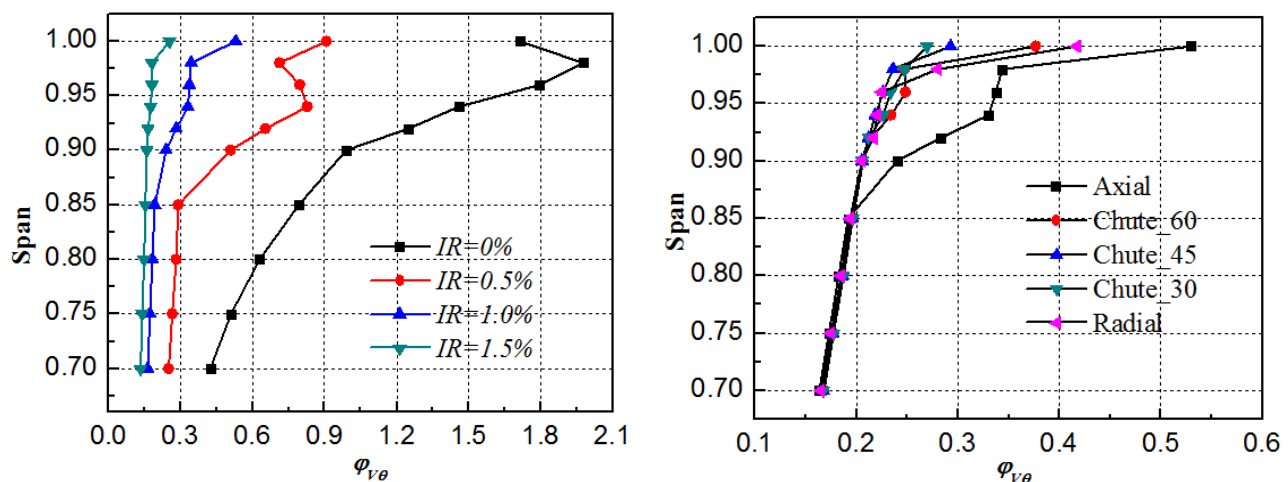 1.00
0.95
0.90
0.85
0.80
0.75
0.70
Span
0.0 0.3 0.6 0.9 1.2 1.5 1.8 2.1
φVθ
IR=0%
IR=0.5%
IR=1.0%
IR=1.5%
1.00
0.95
0.90
0.85
0.80
0.75
0.70
Span
0.1 0.2 0.3 0.4 0.5 0.6
φVθ
Axial
Chute_60
Chute_45
Chute_30
Radial